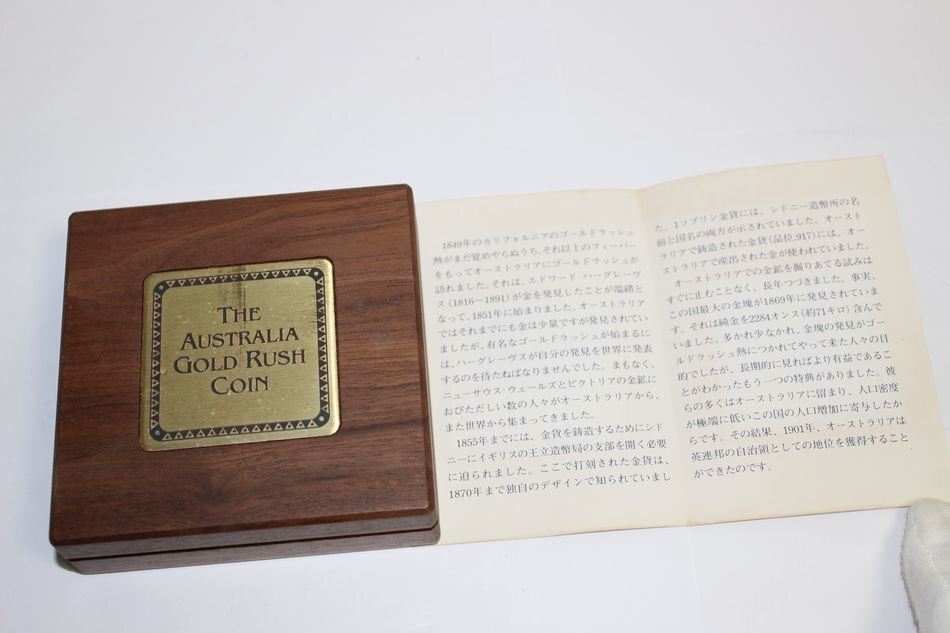 THE
AUSTRALIA
GOLD RUSH
COIN
1849年のカリフォルニアのゴールドラッシュ
熱がまだ覚めやらぬうち、それ以上のフィーバー
をもってオーストラリアにゴールドラッシュが
訪れました。それは、エドワード・ハーグレーヴ
ス(1816−1891)が金を発見したことが端緒と
なって、1851年に始まりました。オーストラリア
ではそれまでにも金は少量ですが発見されてい
ましたが、有名なゴールドラッシュが始まるに
は、ハーグレーヴスが自分の発見を世界に発表
するのを待たねばなりませんでした。まもなく、
ニューサウス・ウェールズとビクトリアの金鉱に
おびただしい数の人々がオーストラリアから、
また世界から集まってきました。
1855年までには、金貨を鋳造するためにシド
ニーにイギリスの王立造幣局の支部を開く必要
に迫られました。ここで打刻された金貨は、
1870年まで独自のデザインで知られていまし
た。1ソブリン金貨には、シドニー造幣所の名
前と国名の両方が示されていました。オースト
ラリアで鋳造された金貨(品位.917)には、オー
ストラリアで産出された金が使われていました。
オーストラリアでの金鉱を掘りあてる試みは
すぐに止むことなく、長年つづきました。事実、
この国最大の金塊が1869年に発見されていま
す。それは純金を2284オンス(約71キロ)含んで
いました。多かれ少なかれ、金塊の発見がゴー
ルドラッシュ熱につかれてやって来た人々の目
的でしたが、長期的に見ればより有益であるこ
とがわかったもう一つの特典がありました。彼
らの多くはオーストラリアに留まり、人口密度
が極端に低いこの国の人口増加に寄与したか
らです。その結果、1901年、オーストラリアは
英連邦の自治領としての地位を獲得すること
ができたのです。